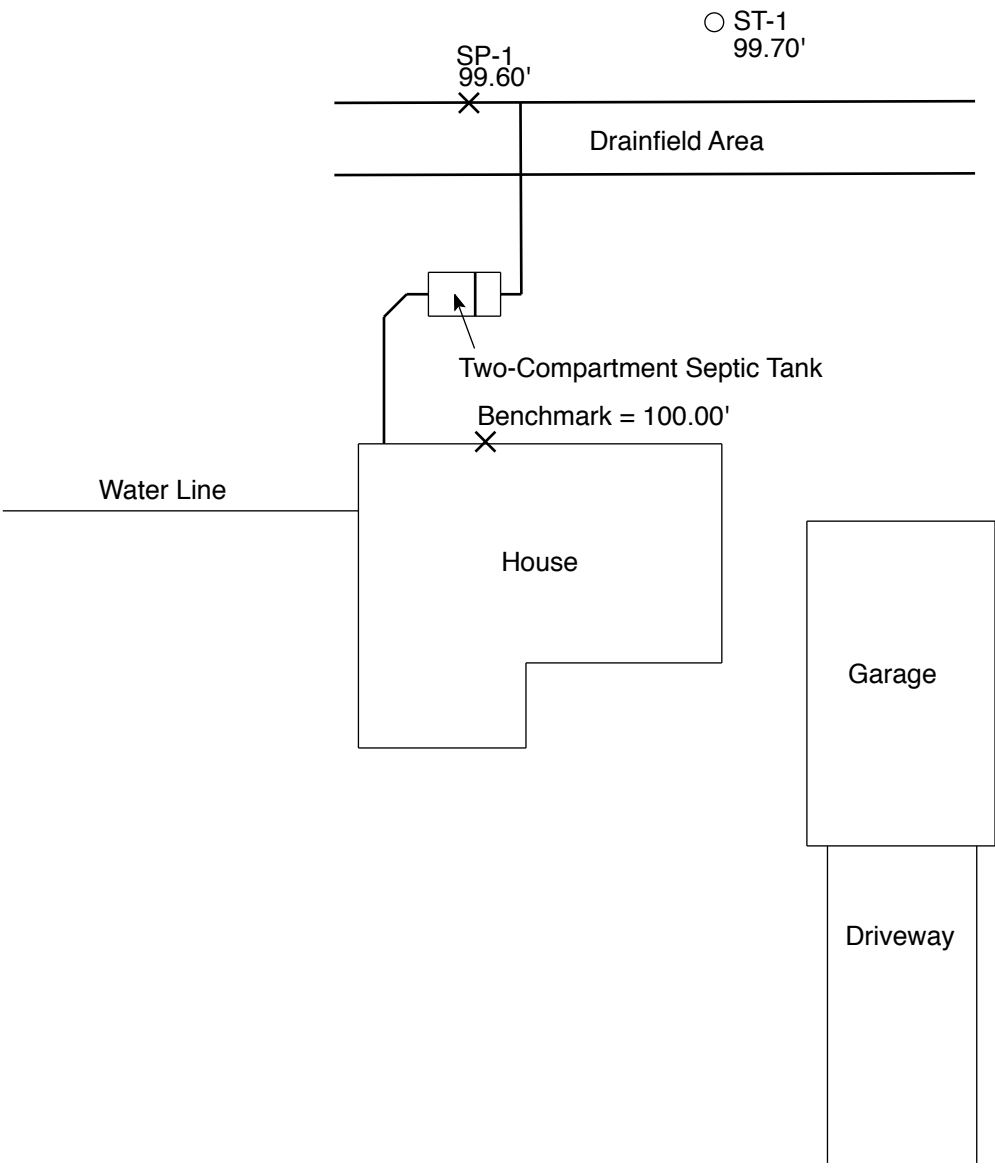 ST-1
99.70'
SP-1
99.60'
Drainfield Area
Two-Compartment Septic Tank
Benchmark = 100.00'
Water Line
House
Garage
Driveway